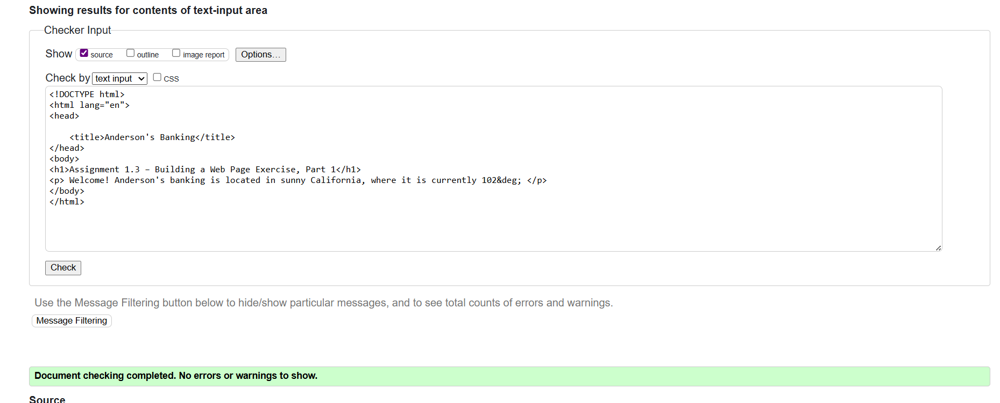 Showing results for contents of text-input area
Checker Input
Show source outline image report Options...
Check by text input CSS
<!DOCTYPE html>
<html lang="en">
<head>
    <title>Anderson's Banking</title>
</head>
<body>
<h1>Assignment 1.3 – Building a Web Page Exercise, Part 1</h1>
<p> Welcome! Anderson's banking is located in sunny California, where it is currently 102&deg; </p>
</body>
</html>
Check
Use the Message Filtering button below to hide/show particular messages, and to see total counts of errors and warnings.
Message Filtering
Document checking completed. No errors or warnings to show.
Source